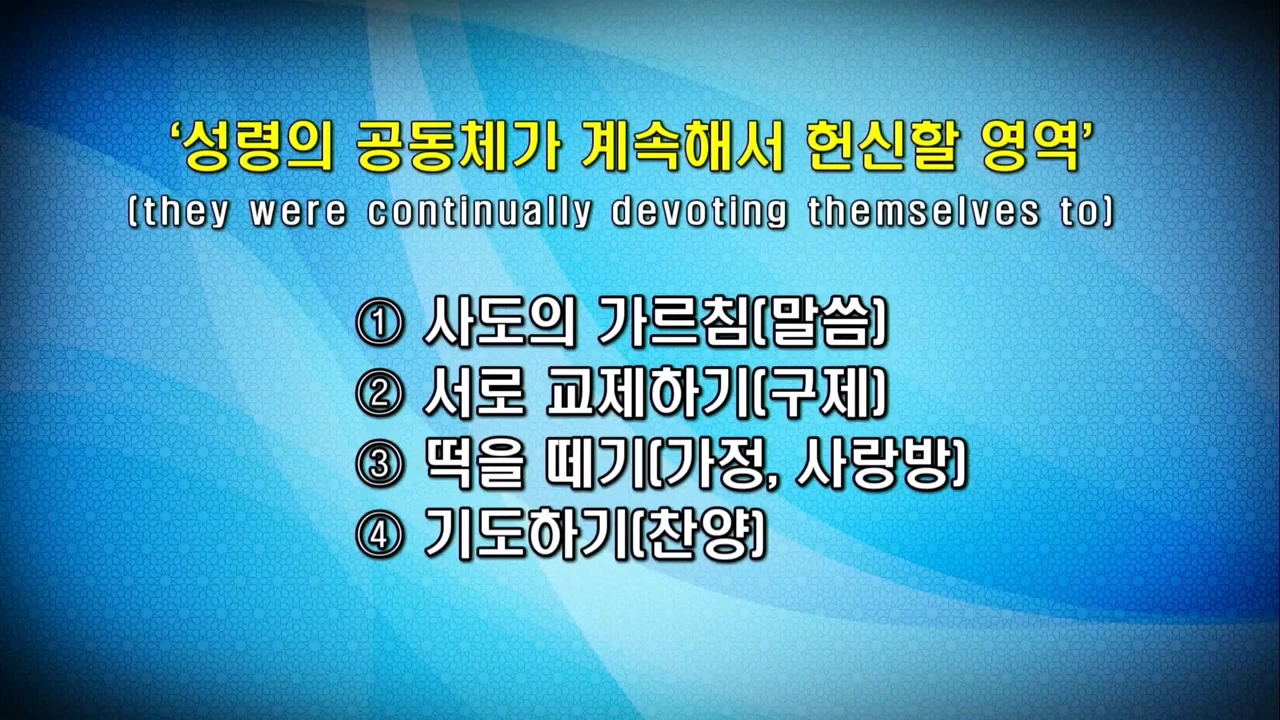 ‘성령의 공동체가 계속해서 헌신할 영역’
(they were continually devoting themselves to)
① 사도의 가르침(말씀)
② 서로 교제하기(구제)
③ 떡을 떼기(가정, 사랑방)
④ 기도하기(찬양)